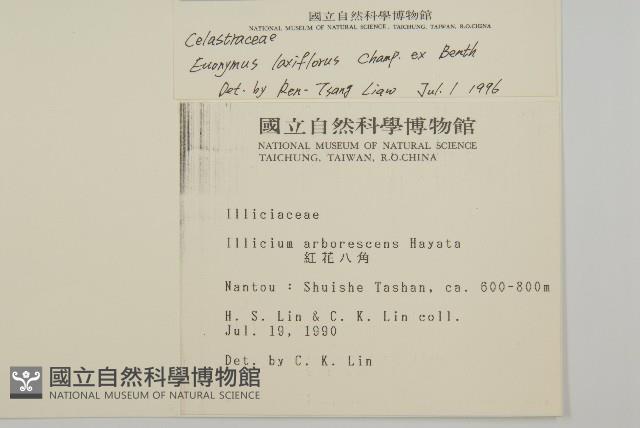 國立自然科學博物館
NATIONAL MUSEUM OF NATURAL SCIENCE, TAICHUNG, TAIWAN, R.O.CHINA
Celastraceae
Euonymus laxiflorus Champ. ex Benth
Det. by Ren-Tsang Liaw Jul. 1 1996
國立自然科學博物館
NATIONAL MUSEUM OF NATURAL SCIENCE
TAICHUNG, TAIWAN, R.O.CHINA
Illiciaceae
Illicium arborescens Hayata
紅花八角
Nantou : Shuishe Tashan, ca. 600-800m
H. S. Lin & C. K. Lin coll.
Jul. 19, 1990
Det. by C. K. Lin
國立自然科學博物館
NATIONAL MUSEUM OF NATURAL SCIENCE